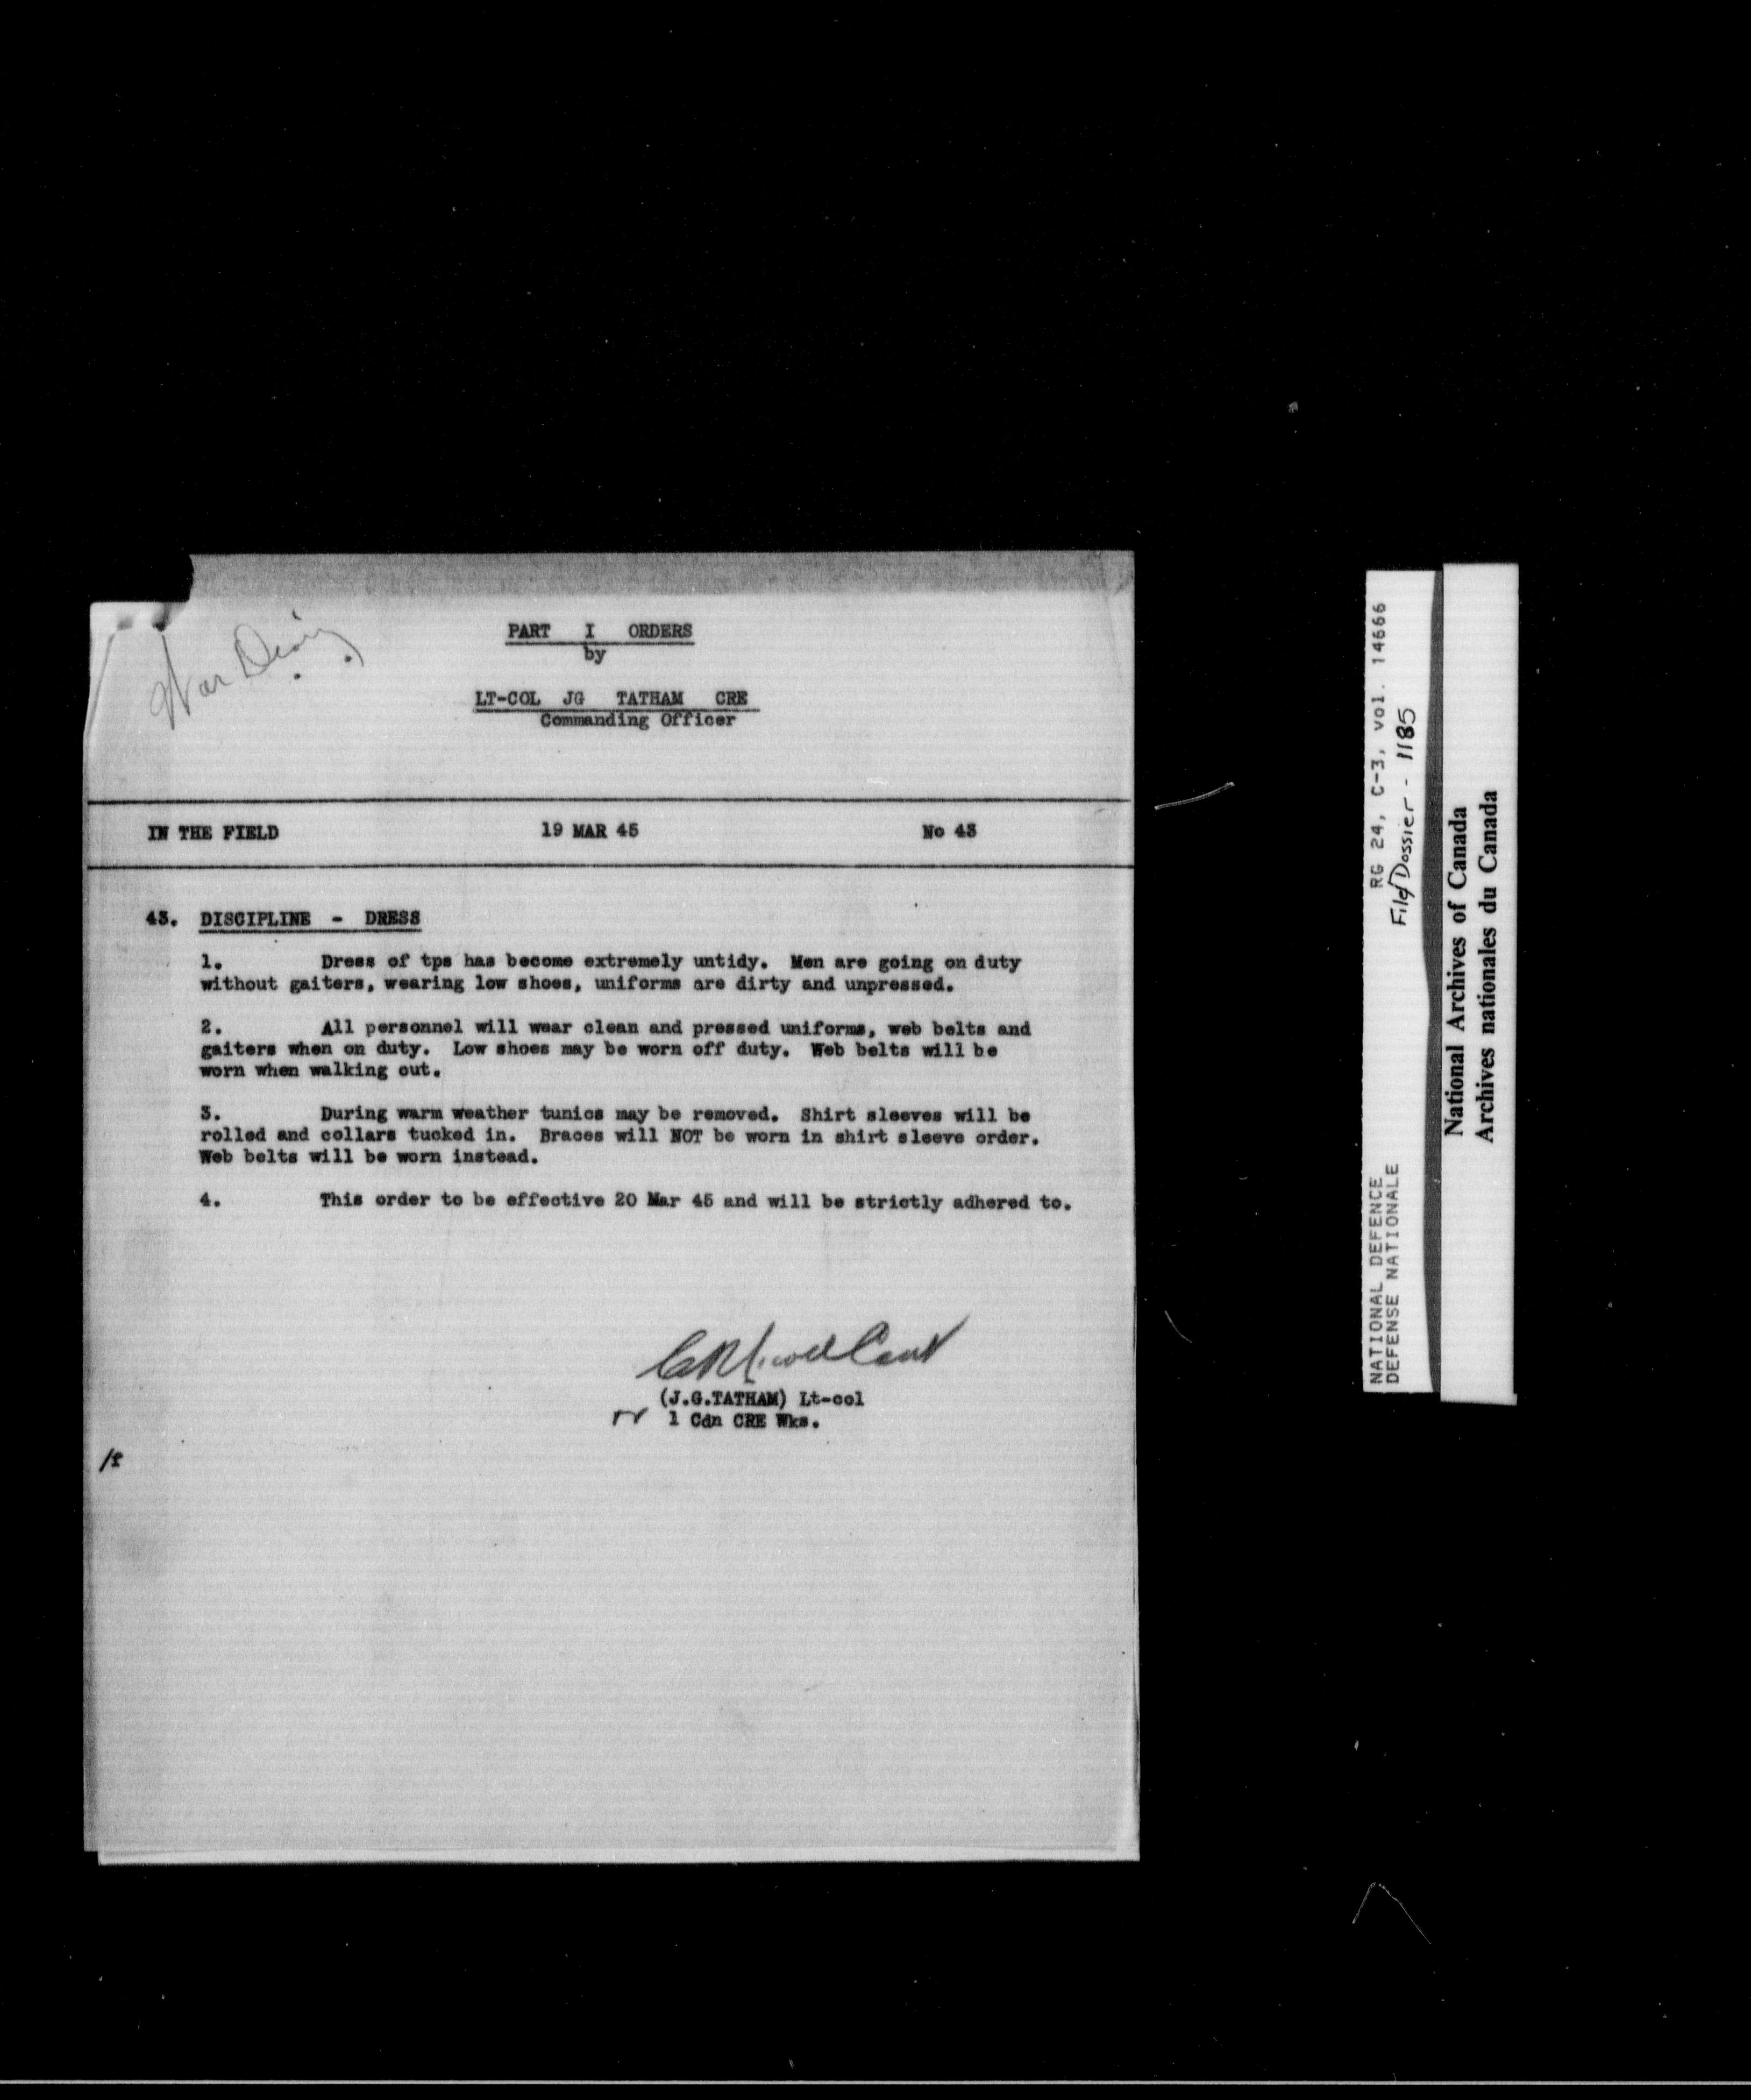 War Diary
PART I ORDERS
by
LT-COL JG TATHAM CRE
Commanding Officer
IN THE FIELD 19 MAR 45 No 43
43. DISCIPLINE - DRESS
1. Dress of tps has become extremely untidy. Men are going on duty
without gaiters, wearing low shoes, uniforms are dirty and unpressed.
2. All personnel will wear clean and pressed uniforms, web belts and
gaiters when on duty. Low shoes may be worn off duty. Web belts will be
worn when walking out.
3. During warm weather tunics may be removed. Shirt sleeves will be
rolled and collars tucked in. Braces will NOT be worn in shirt sleeve order.
Web belts will be worn instead.
4. This order to be effective 20 Mar 45 and will be strictly adhered to.
(J.G.TATHAM) Lt-col
1 Cdn CRE Wks.
NATIONAL DEFENCE RG 24, C-3, vol. 14666
DEFENSE NATIONALE File/Dossier - 1185
National Archives of Canada
Archives nationales du Canada